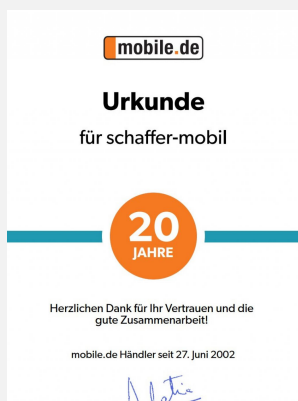 mobile.de
Urkunde
für schaffer-mobil
20
JAHRE
Herzlichen Dank für Ihr Vertrauen und die
gute Zusammenarbeit!
mobile.de Händler seit 27. Juni 2002